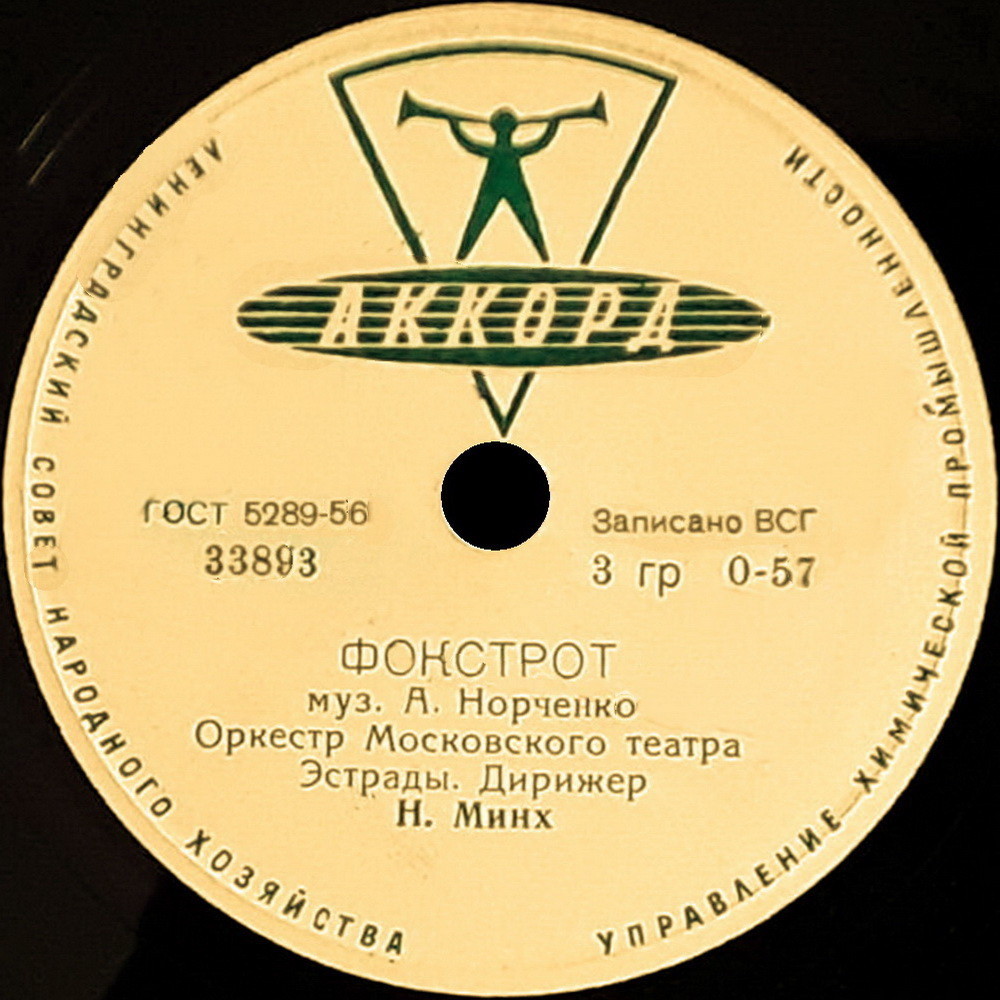 ЛЕНИНГРАДСКИЙ СОВЕТ НАРОДНОГО ХОЗЯЙСТВА
УПРАВЛЕНИЕ ХИМИЧЕСКОЙ ПРОМЫШЛЕННОСТИ
АККОРД
ГОСТ 5289-56
33893
Записано ВСГ
3 гр 0-57
ФОКСТРОТ
муз. А. Норченко
Оркестр Московского театра
Эстрады. Дирижер
Н. Минх